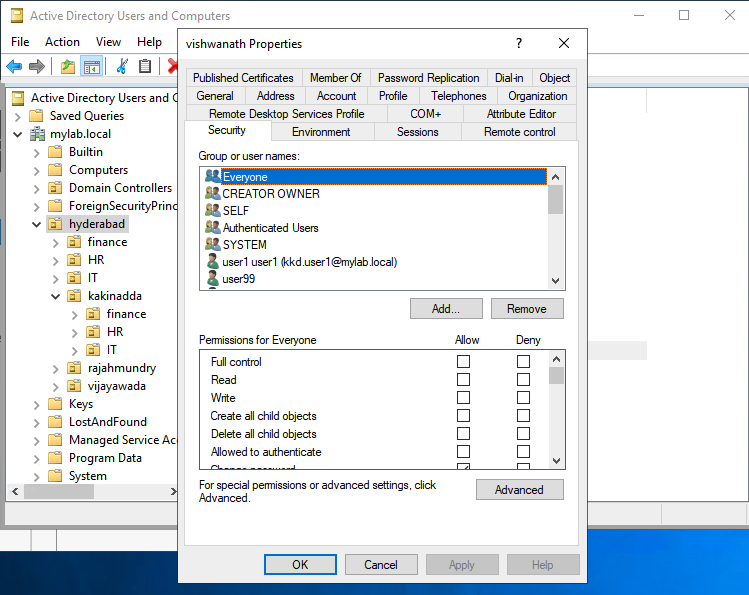 Active Directory Users and Computers
File Action View Help
Active Directory Users and C
Saved Queries
mylab.local
Builtin
Computers
Domain Controllers
ForeignSecurityPrinc
hyderabad
finance
HR
IT
kakinadda
finance
HR
IT
rajahmundry
vijayawada
Keys
LostAndFound
Managed Service Acc
Program Data
System
vishwanath Properties
?
Published Certificates Member Of Password Replication Dial-in Object
General Address Account Profile Telephones Organization
Remote Desktop Services Profile COM+ Attribute Editor
Security Environment Sessions Remote control
Group or user names:
Everyone
CREATOR OWNER
SELF
Authenticated Users
SYSTEM
user1 user1 (kkd.user1@mylab.local)
user99
Add... Remove
Permissions for Everyone Allow Deny
Full control
Read
Write
Create all child objects
Delete all child objects
Allowed to authenticate
Change password
For special permissions or advanced settings, click
Advanced.
Advanced
OK Cancel Apply Help